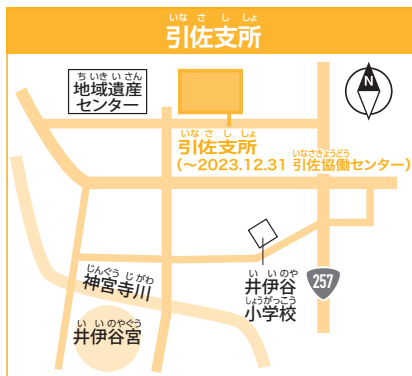 いなさししょ
引佐支所
ちいきいさん
地域遺産
センター
N
いなさししょ
引佐支所
いなさきょうどう
(〜2023.12.31 引佐協働センター)
いいのや
井伊谷
しょうがっこう
小学校
257
じんぐうじがわ
神宮寺川
いいのやぐう
井伊谷宮